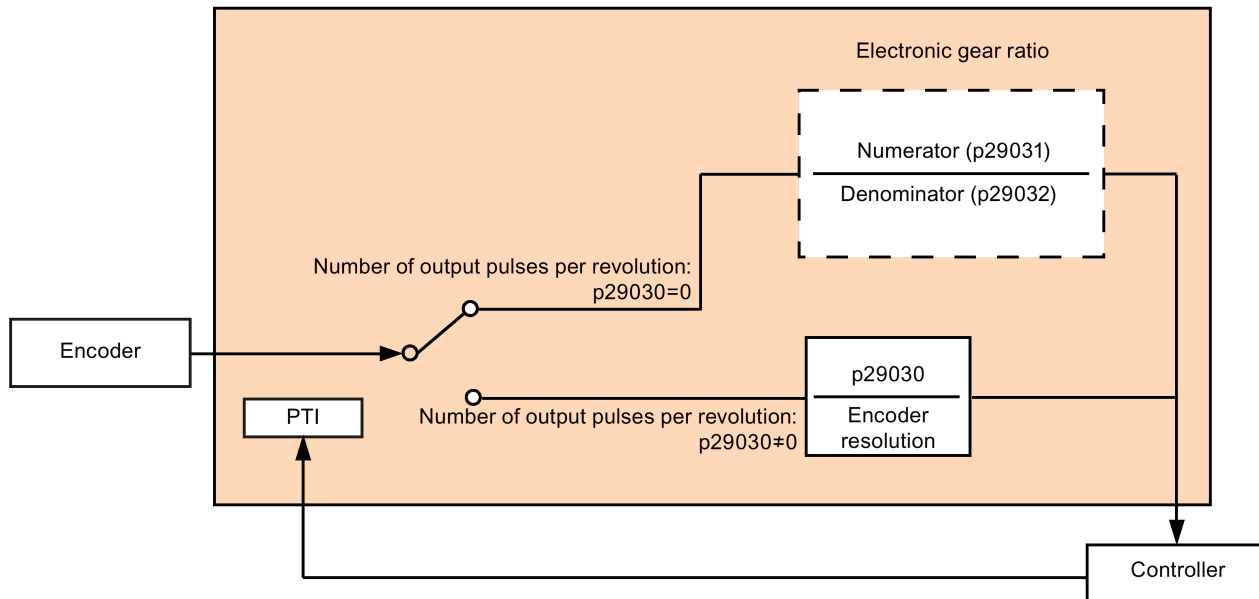 Electronic gear ratio
Numerator (p29031)
Denominator (p29032)
Number of output pulses per revolution:
p29030=0
Encoder
p29030
Encoder
resolution
PTI
Number of output pulses per revolution:
p29030≠0
Controller